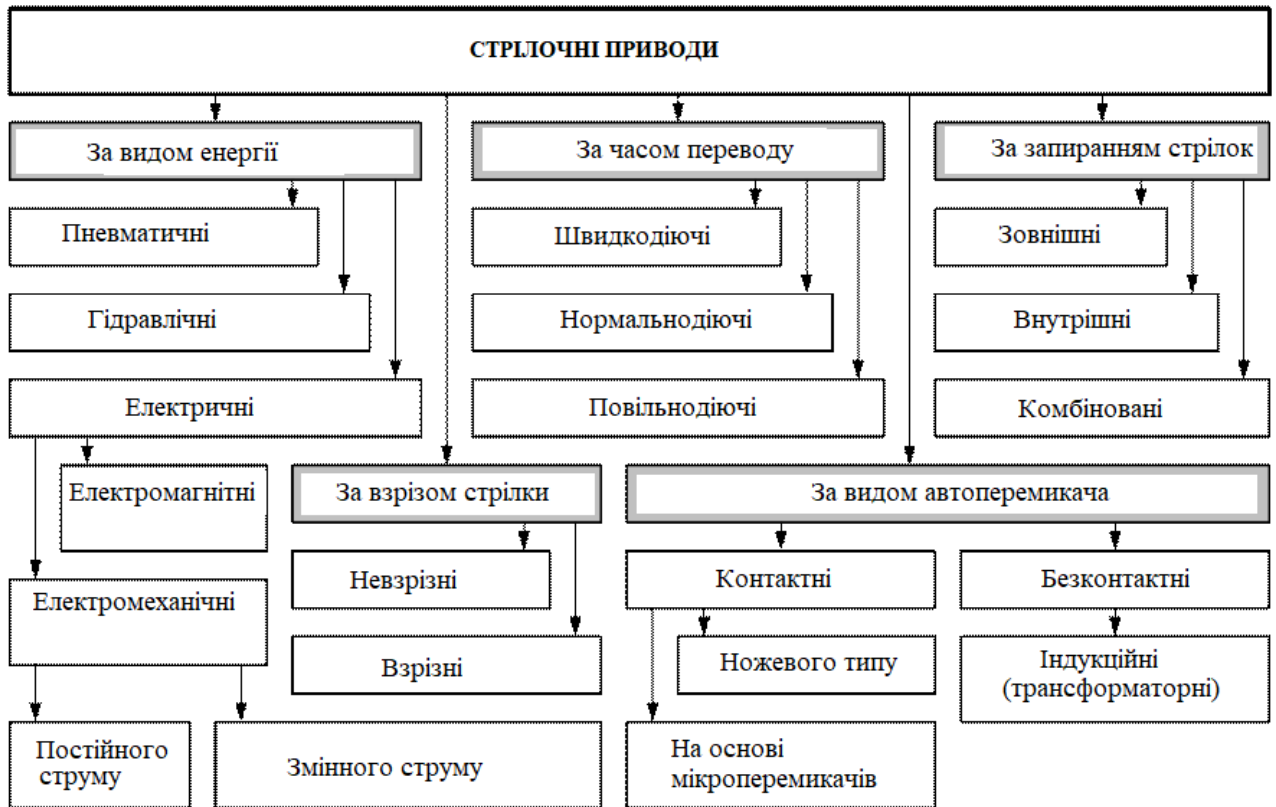 СТРІЛОЧНІ ПРИВОДИ
За видом енергії
За часом переводу
За запиранням стрілок
Пневматичні
Швидкодіючі
Зовнішні
Гідравлічні
Нормальнодіючі
Внутрішні
Електричні
Повільнодіючі
Комбіновані
Електромагнітні
За взрізом стрілки
За видом автоперемикача
Невзрізні
Контактні
Безконтактні
Електромеханічні
Взрізні
Ножевого типу
Індукційні
(трансформаторні)
Постійного
струму
Змінного струму
На основі
мікроперемикачів